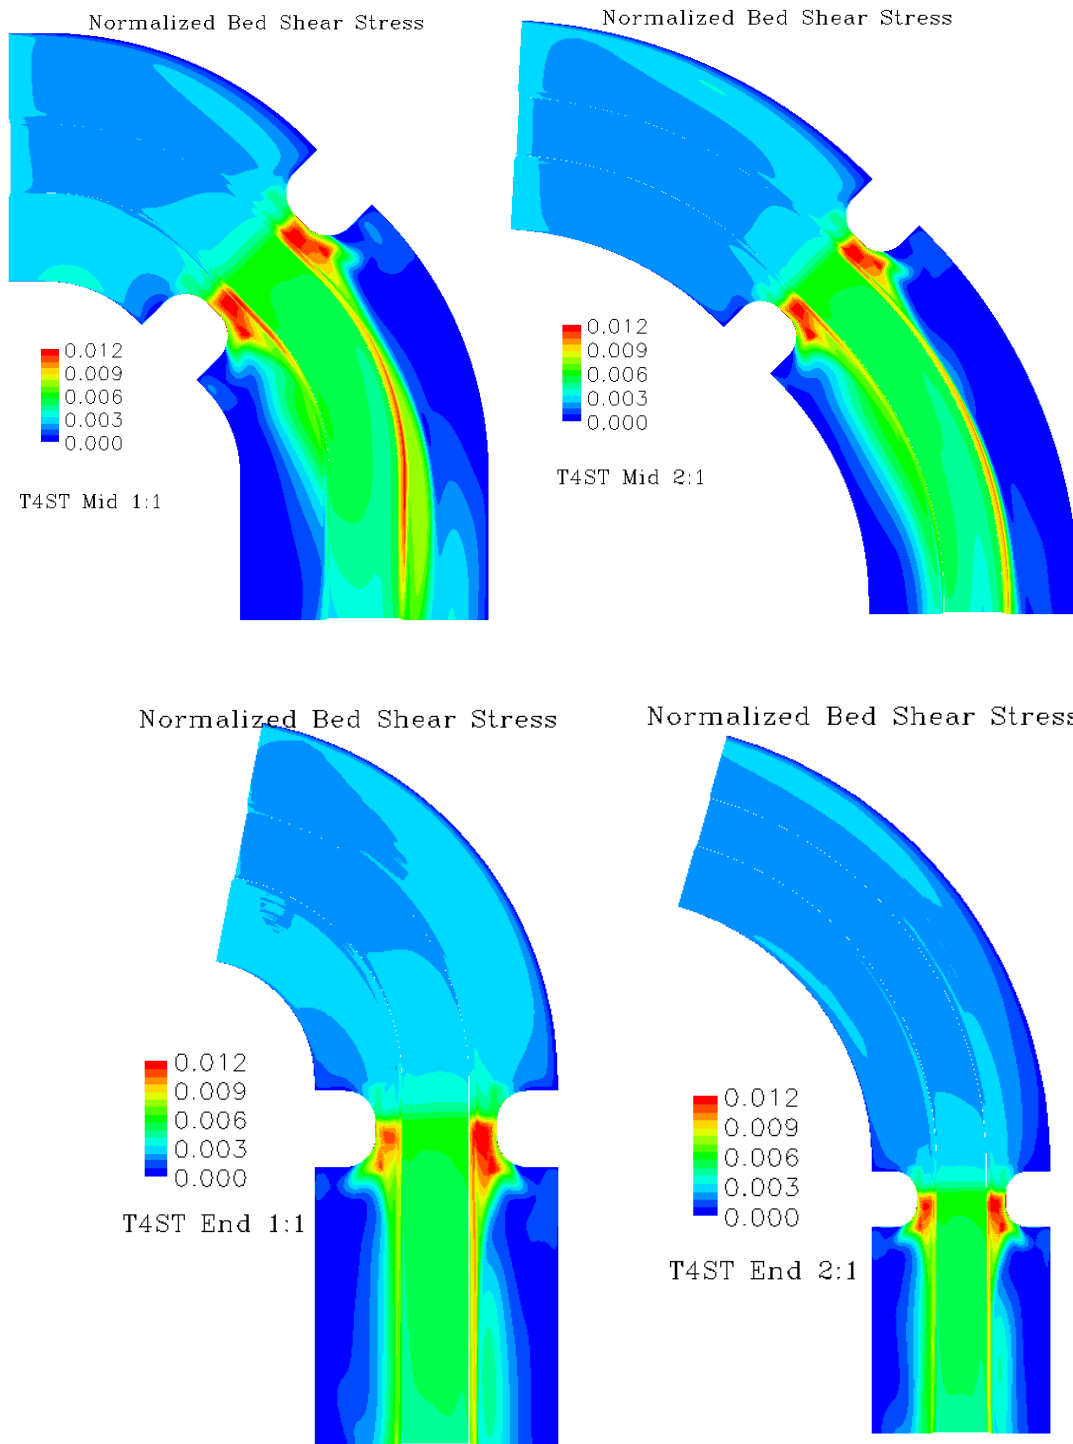 Normalized Bed Shear Stress
0.012
0.009
0.006
0.003
0.000
T4ST Mid 1:1
Normalized Bed Shear Stress
0.012
0.009
0.006
0.003
0.000
T4ST Mid 2:1
Normalized Bed Shear Stress
0.012
0.009
0.006
0.003
0.000
T4ST End 1:1
Normalized Bed Shear Stress
0.012
0.009
0.006
0.003
0.000
T4ST End 2:1